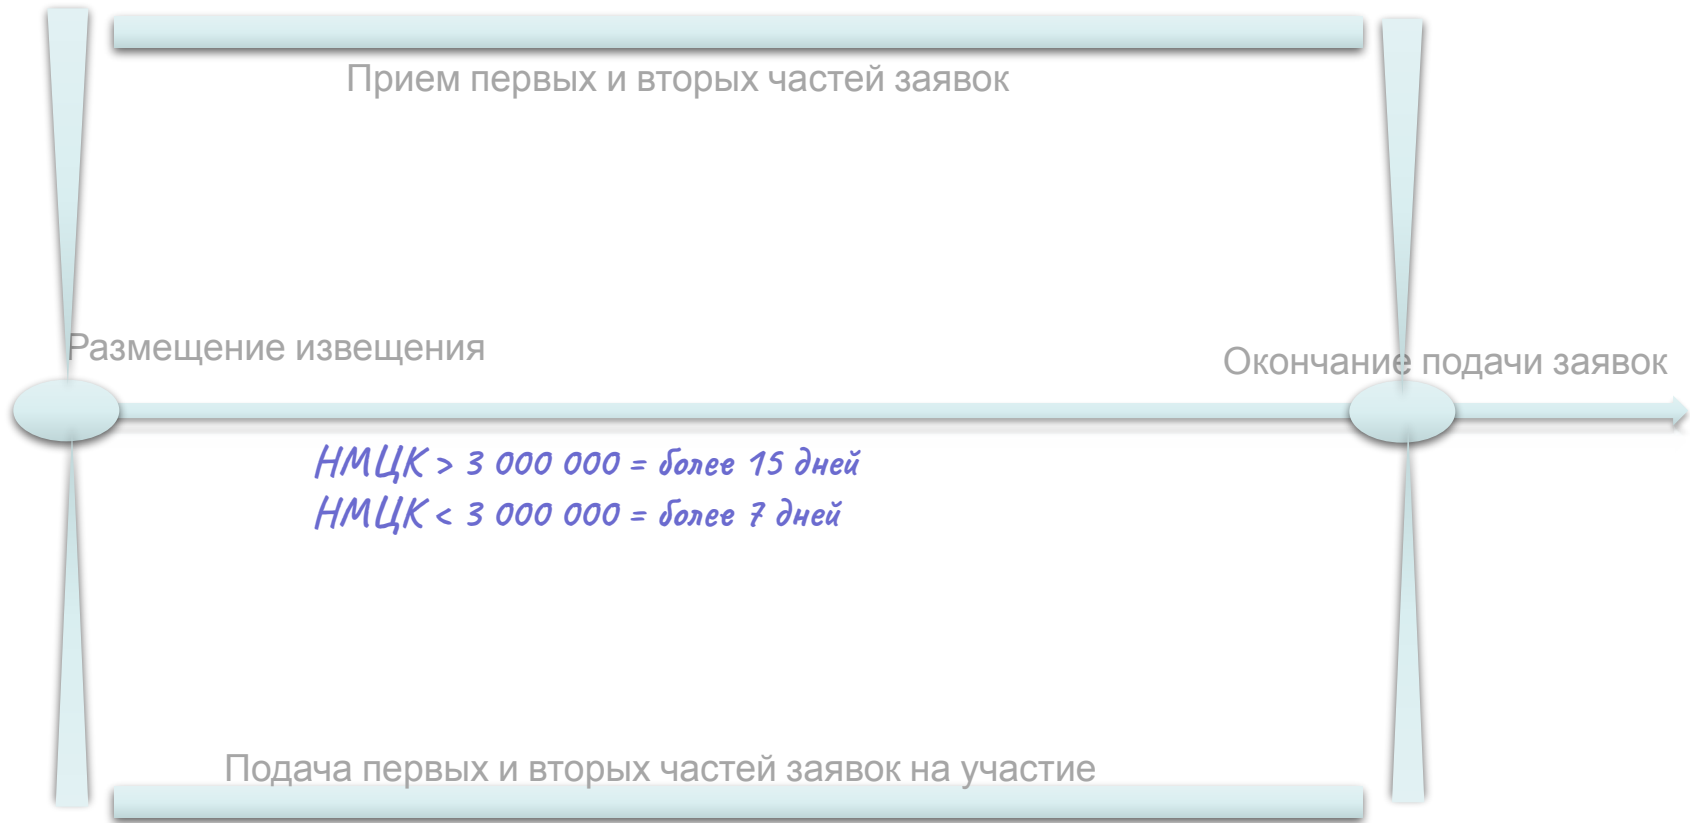 Прием первых и вторых частей заявок
Размещение извещения
Окончание подачи заявок
НМЦК > 3 000 000 = более 15 дней
НМЦК < 3 000 000 = более 7 дней
Подача первых и вторых частей заявок на участие